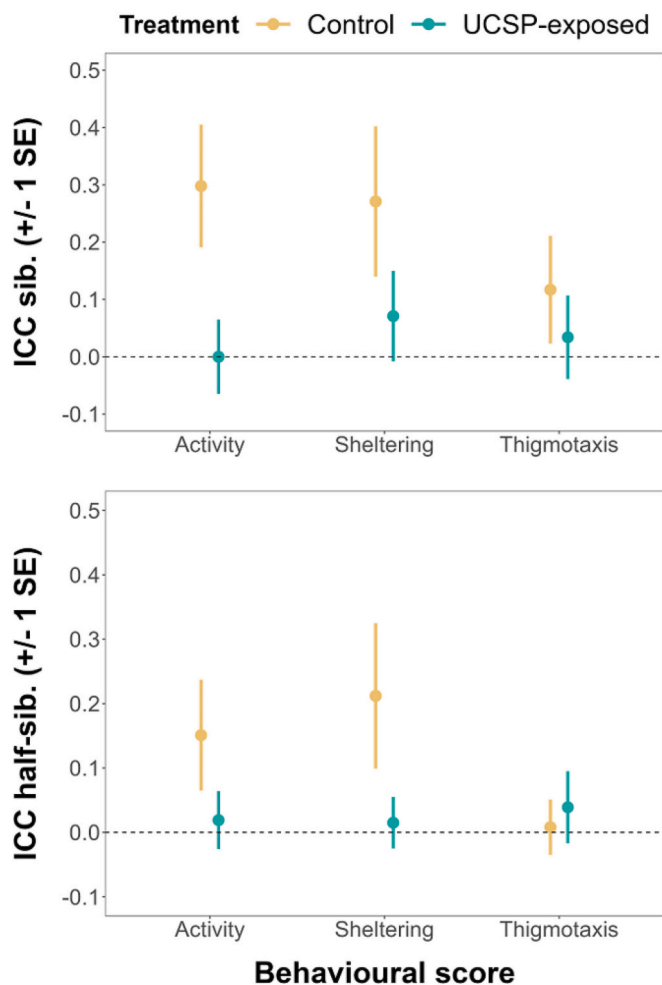 Treatment Control UCSP-exposed
ICC sib. (+/- 1 SE)
0.5
0.4
0.3
0.2
0.1
0.0
-0.1
Activity Sheltering Thigmotaxis
ICC half-sib. (+/- 1 SE)
0.5
0.4
0.3
0.2
0.1
0.0
-0.1
Activity Sheltering Thigmotaxis
Behavioural score